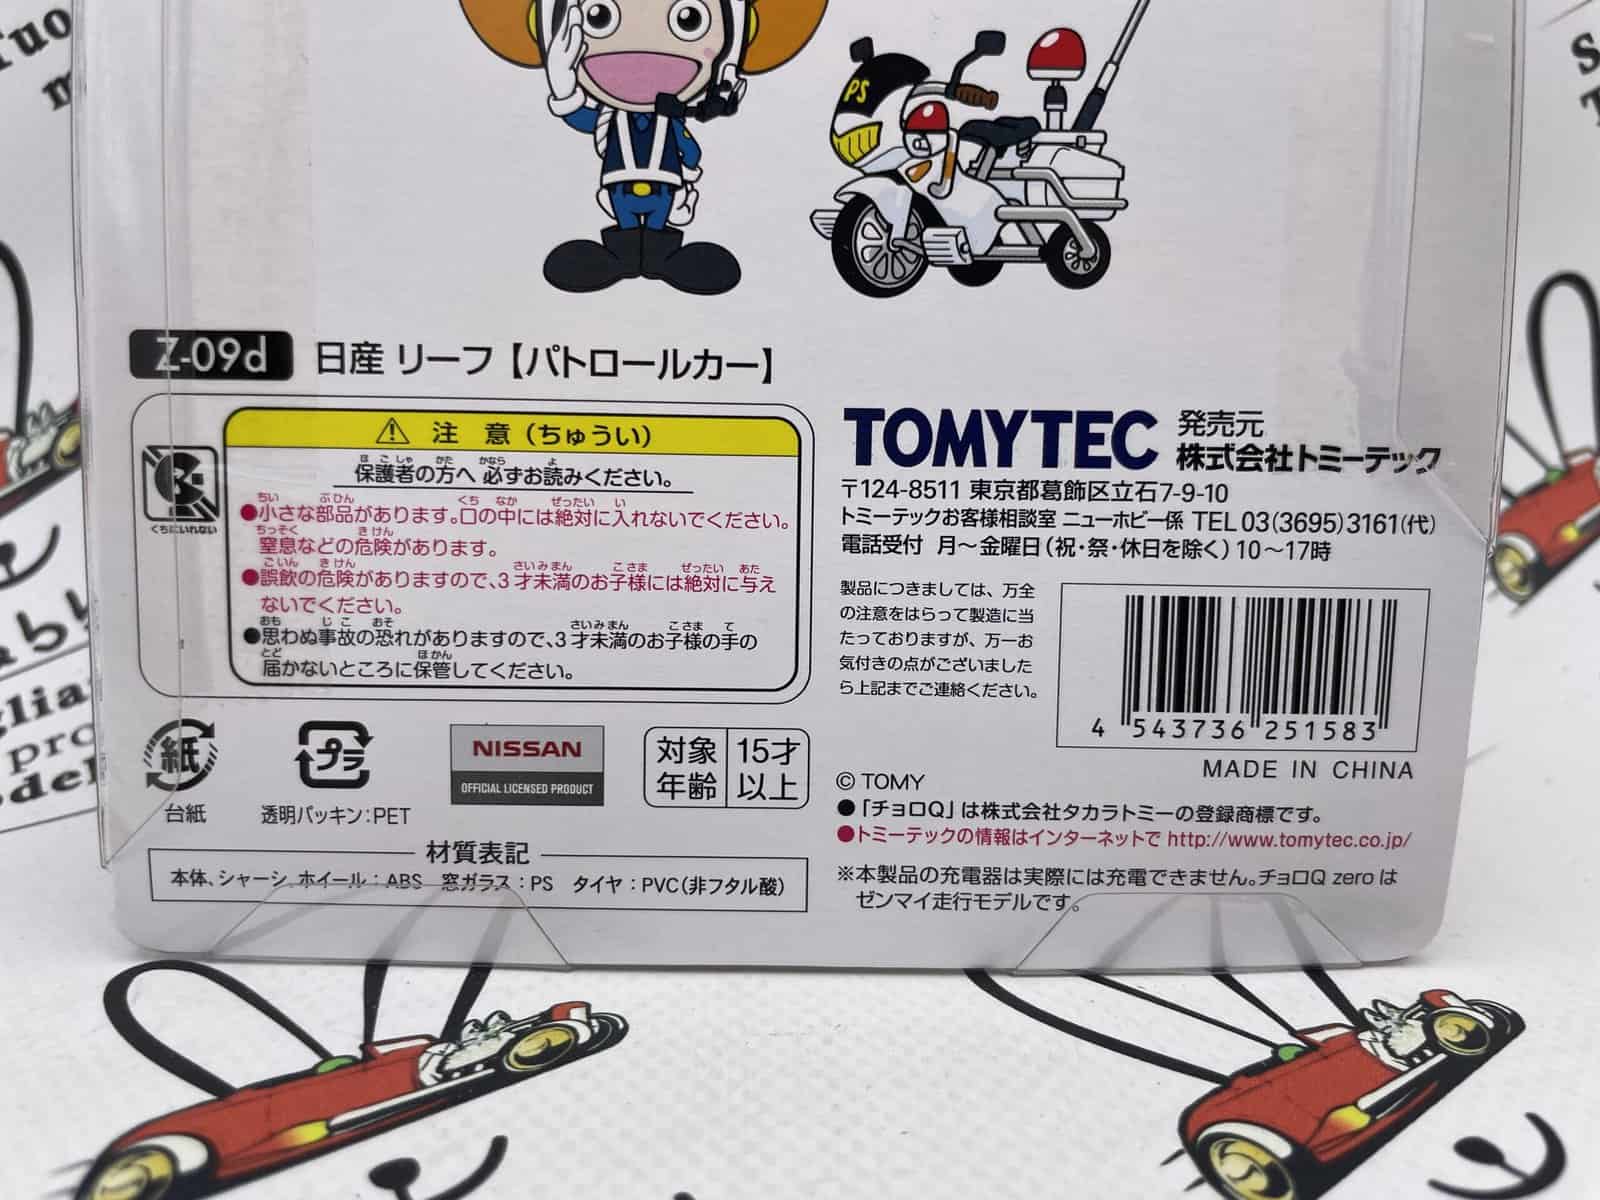 PS
Z-09d 日産 リーフ【パトロールカー】
注 意（ちゅうい）
保護者の方へ 必ずお読みください。
●小さな部品があります。口の中には絶対に入れないでください。
窒息などの危険があります。
●誤飲の危険がありますので、3才未満のお子様には絶対に与え
ないでください。
●思わぬ事故の恐れがありますので、3才未満のお子様の手の
届かないところに保管してください。
くちにいれない
TOMYTEC 発売元
株式会社トミーテック
〒124-8511 東京都葛飾区立石7-9-10
トミーテックお客様相談室 ニューホビー係 TEL 03(3695)3161(代)
電話受付 月～金曜日(祝・祭・休日を除く)10～17時
製品につきましては、万全
の注意をはらって製造に当
たっておりますが、万一お
気付きの点がございました
ら上記までご連絡ください。
4 543736 251583
MADE IN CHINA
紙
台紙
プラ
透明パッキン:PET
NISSAN
OFFICIAL LICENSED PRODUCT
対象年齢 15才以上
© TOMY
●「チョロQ」は株式会社タカラトミーの登録商標です。
●トミーテックの情報はインターネットで http://www.tomytec.co.jp/
材質表記
本体、シャーシ、ホイール：ABS 窓ガラス：PS タイヤ：PVC(非フタル酸)
※本製品の充電器は実際には充電できません。チョロQ zero は
ゼンマイ走行モデルです。